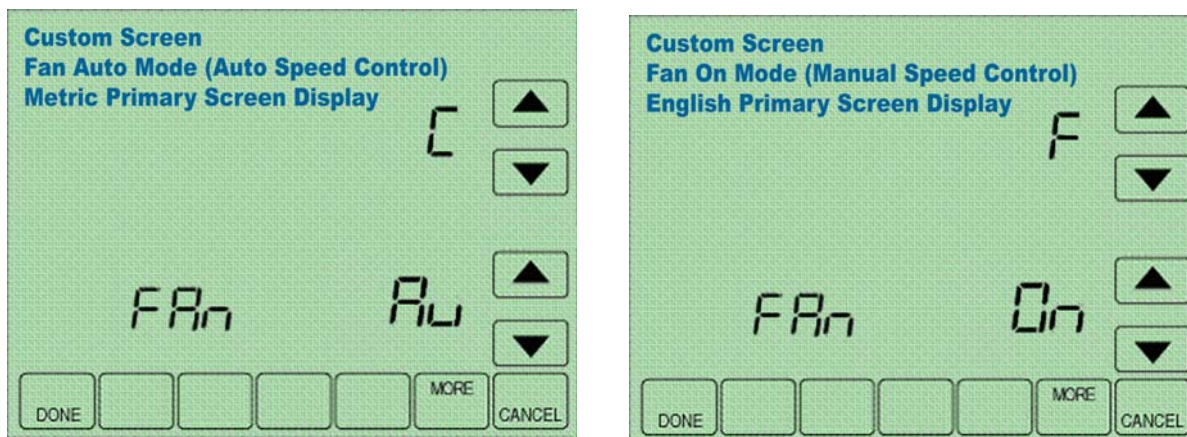 Custom Screen
Fan Auto Mode (Auto Speed Control)
Metric Primary Screen Display
C
FAn Au
DONE MORE CANCEL
Custom Screen
Fan On Mode (Manual Speed Control)
English Primary Screen Display
F
FAn On
DONE MORE CANCEL